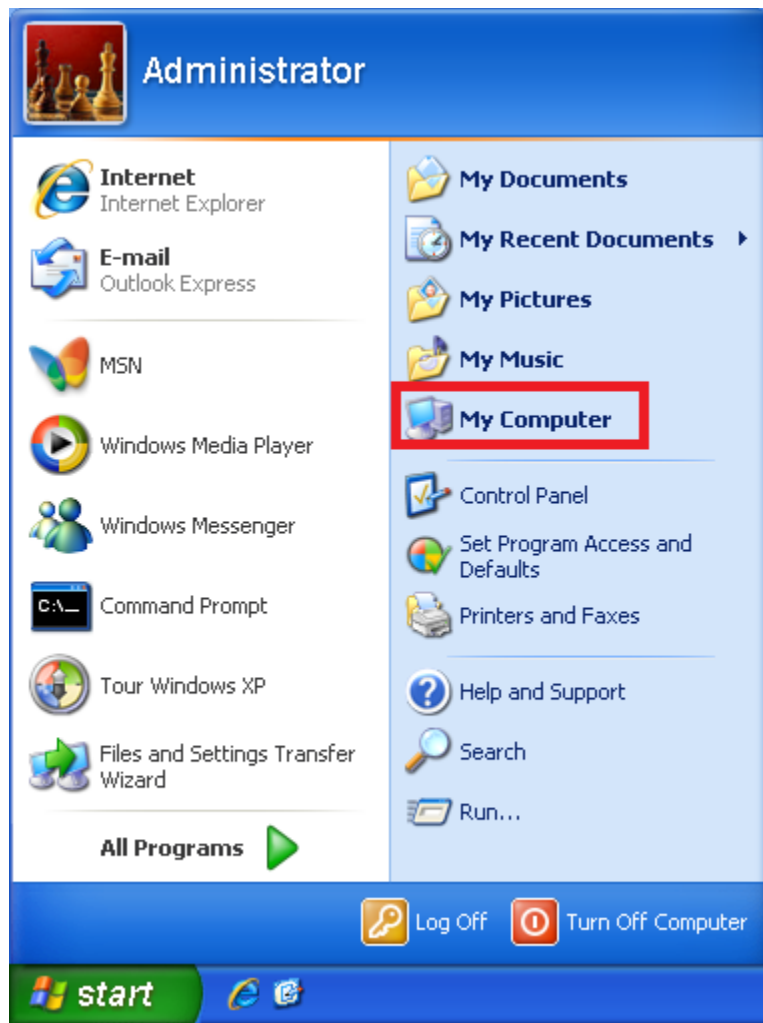 Administrator
Internet
Internet Explorer
E-mail
Outlook Express
MSN
Windows Media Player
Windows Messenger
C:\_
Command Prompt
Tour Windows XP
Files and Settings Transfer
Wizard
All Programs
My Documents
My Recent Documents
My Pictures
My Music
My Computer
Control Panel
Set Program Access and
Defaults
Printers and Faxes
Help and Support
Search
Run...
Log Off
Turn Off Computer
start